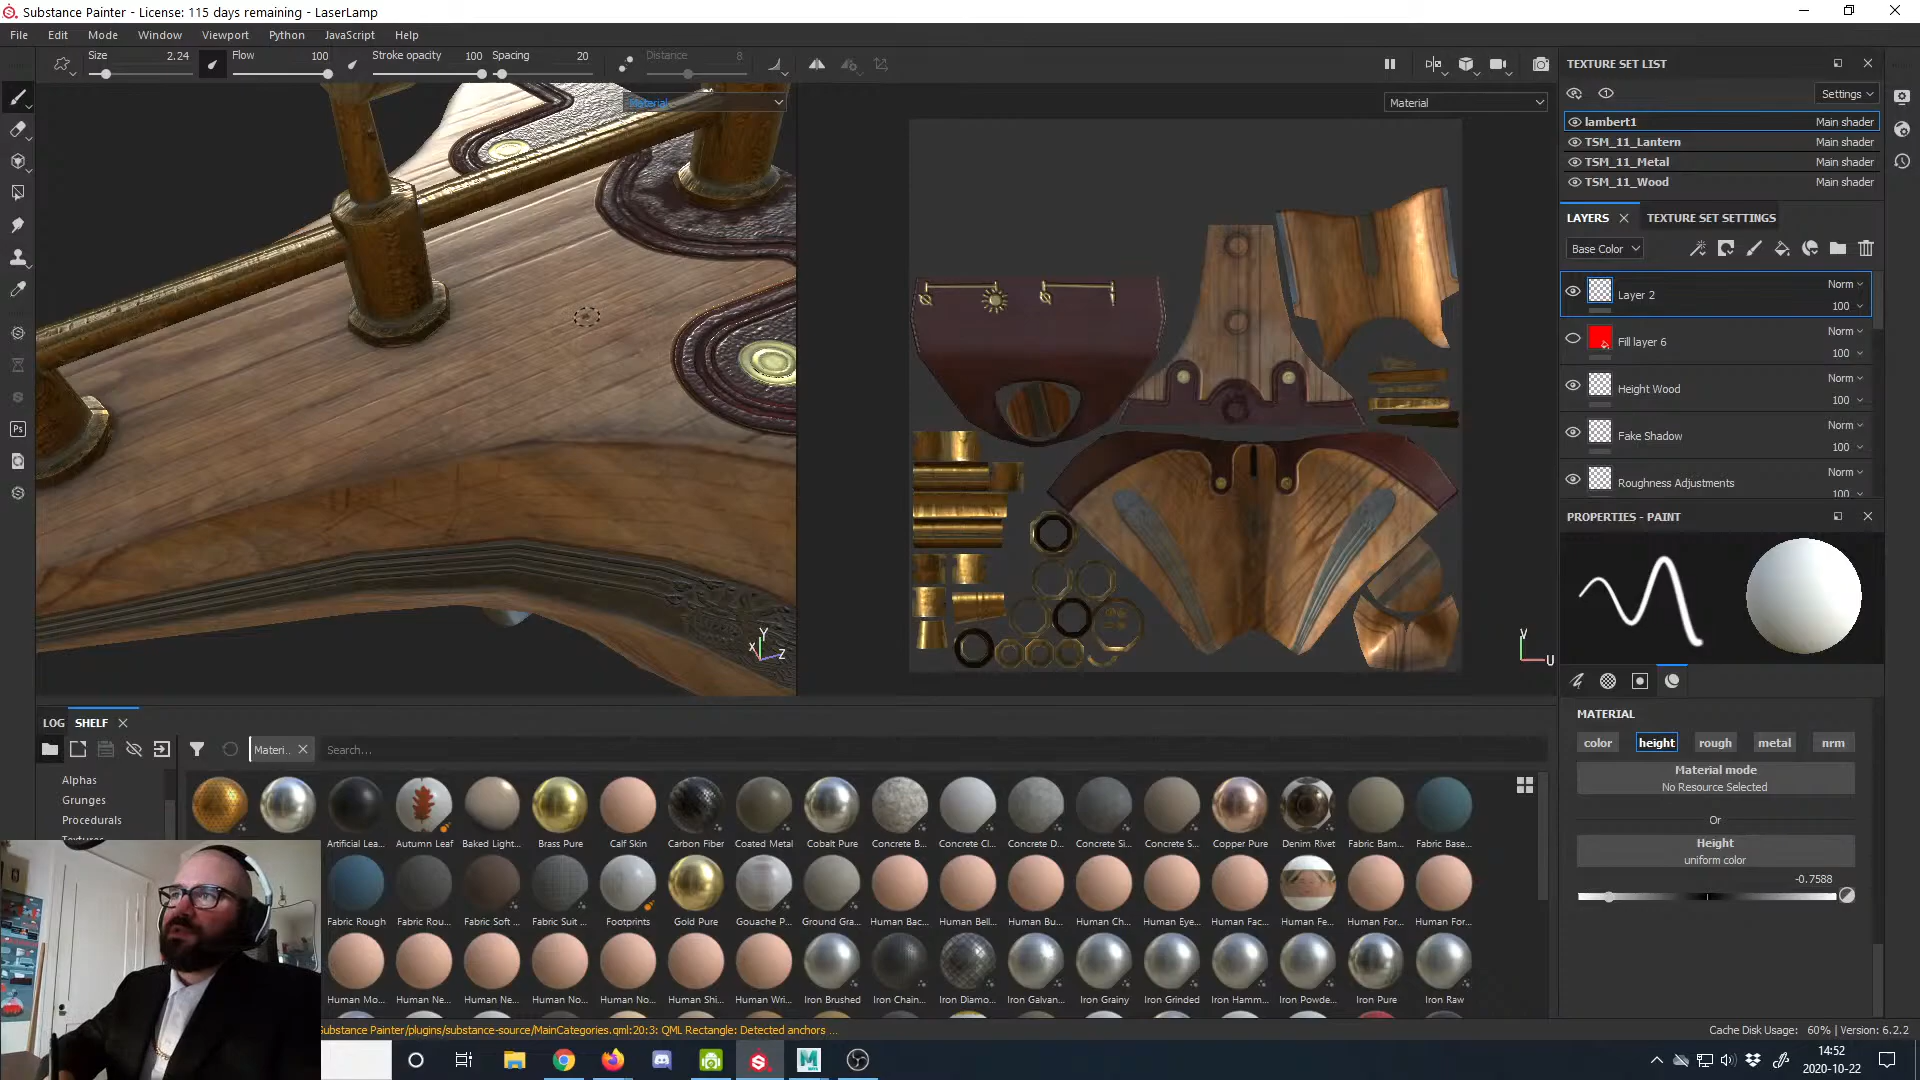 Substance Painter - License: 115 days remaining - LaserLamp
File Edit Mode Window Viewport Python JavaScript Help
Size 2.24 Flow 100 Stroke opacity 100 Spacing 20 Distance 8
Material Material
TEXTURE SET LIST
Settings
lambert1 Main shader
TSM_11_Lantern Main shader
TSM_11_Metal Main shader
TSM_11_Wood Main shader
LAYERS TEXTURE SET SETTINGS
Base Color
Layer 2 Norm 100
Fill layer 6 Norm 100
Height Wood Norm 100
Fake Shadow Norm 100
Roughness Adjustments Norm 100
PROPERTIES - PAINT
Y X Z
V U
Ps
MATERIAL
color height rough metal nrm
Material mode
No Resource Selected
Or
Height
uniform color
-0.7588
LOG SHELF
Materi... Search...
Alphas
Grunges
Procedurals
Textures
Artificial Lea... Autumn Leaf Baked Light... Brass Pure Calf Skin Carbon Fiber Coated Metal Cobalt Pure Concrete B... Concrete Cl... Concrete D... Concrete Si... Concrete S... Copper Pure Denim Rivet Fabric Bam... Fabric Base...
Fabric Rough Fabric Rou... Fabric Soft ... Fabric Suit ... Footprints Gold Pure Gouache P... Ground Gra... Human Bac... Human Bell... Human Bu... Human Ch... Human Eye... Human Fac... Human Fe... Human For... Human For...
Human Mo... Human Ne... Human Ne... Human No... Human No... Human Shi... Human Wri... Iron Brushed Iron Chain... Iron Diamo... Iron Galvan... Iron Grainy Iron Grinded Iron Hamm... Iron Powde... Iron Pure Iron Raw
Substance Painter/plugins/substance-source/MainCategories.qml:20:3: QML Rectangle: Detected anchors ...
Cache Disk Usage: 60% | Version: 6.2.2
14:52
2020-10-22